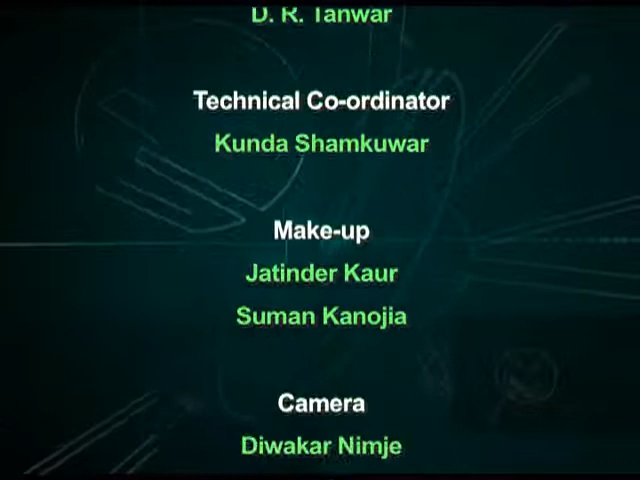 D. R. Tanwar
Technical Co-ordinator
Kunda Shamkuwar
Make-up
Jatinder Kaur
Suman Kanojia
Camera
Diwakar Nimje